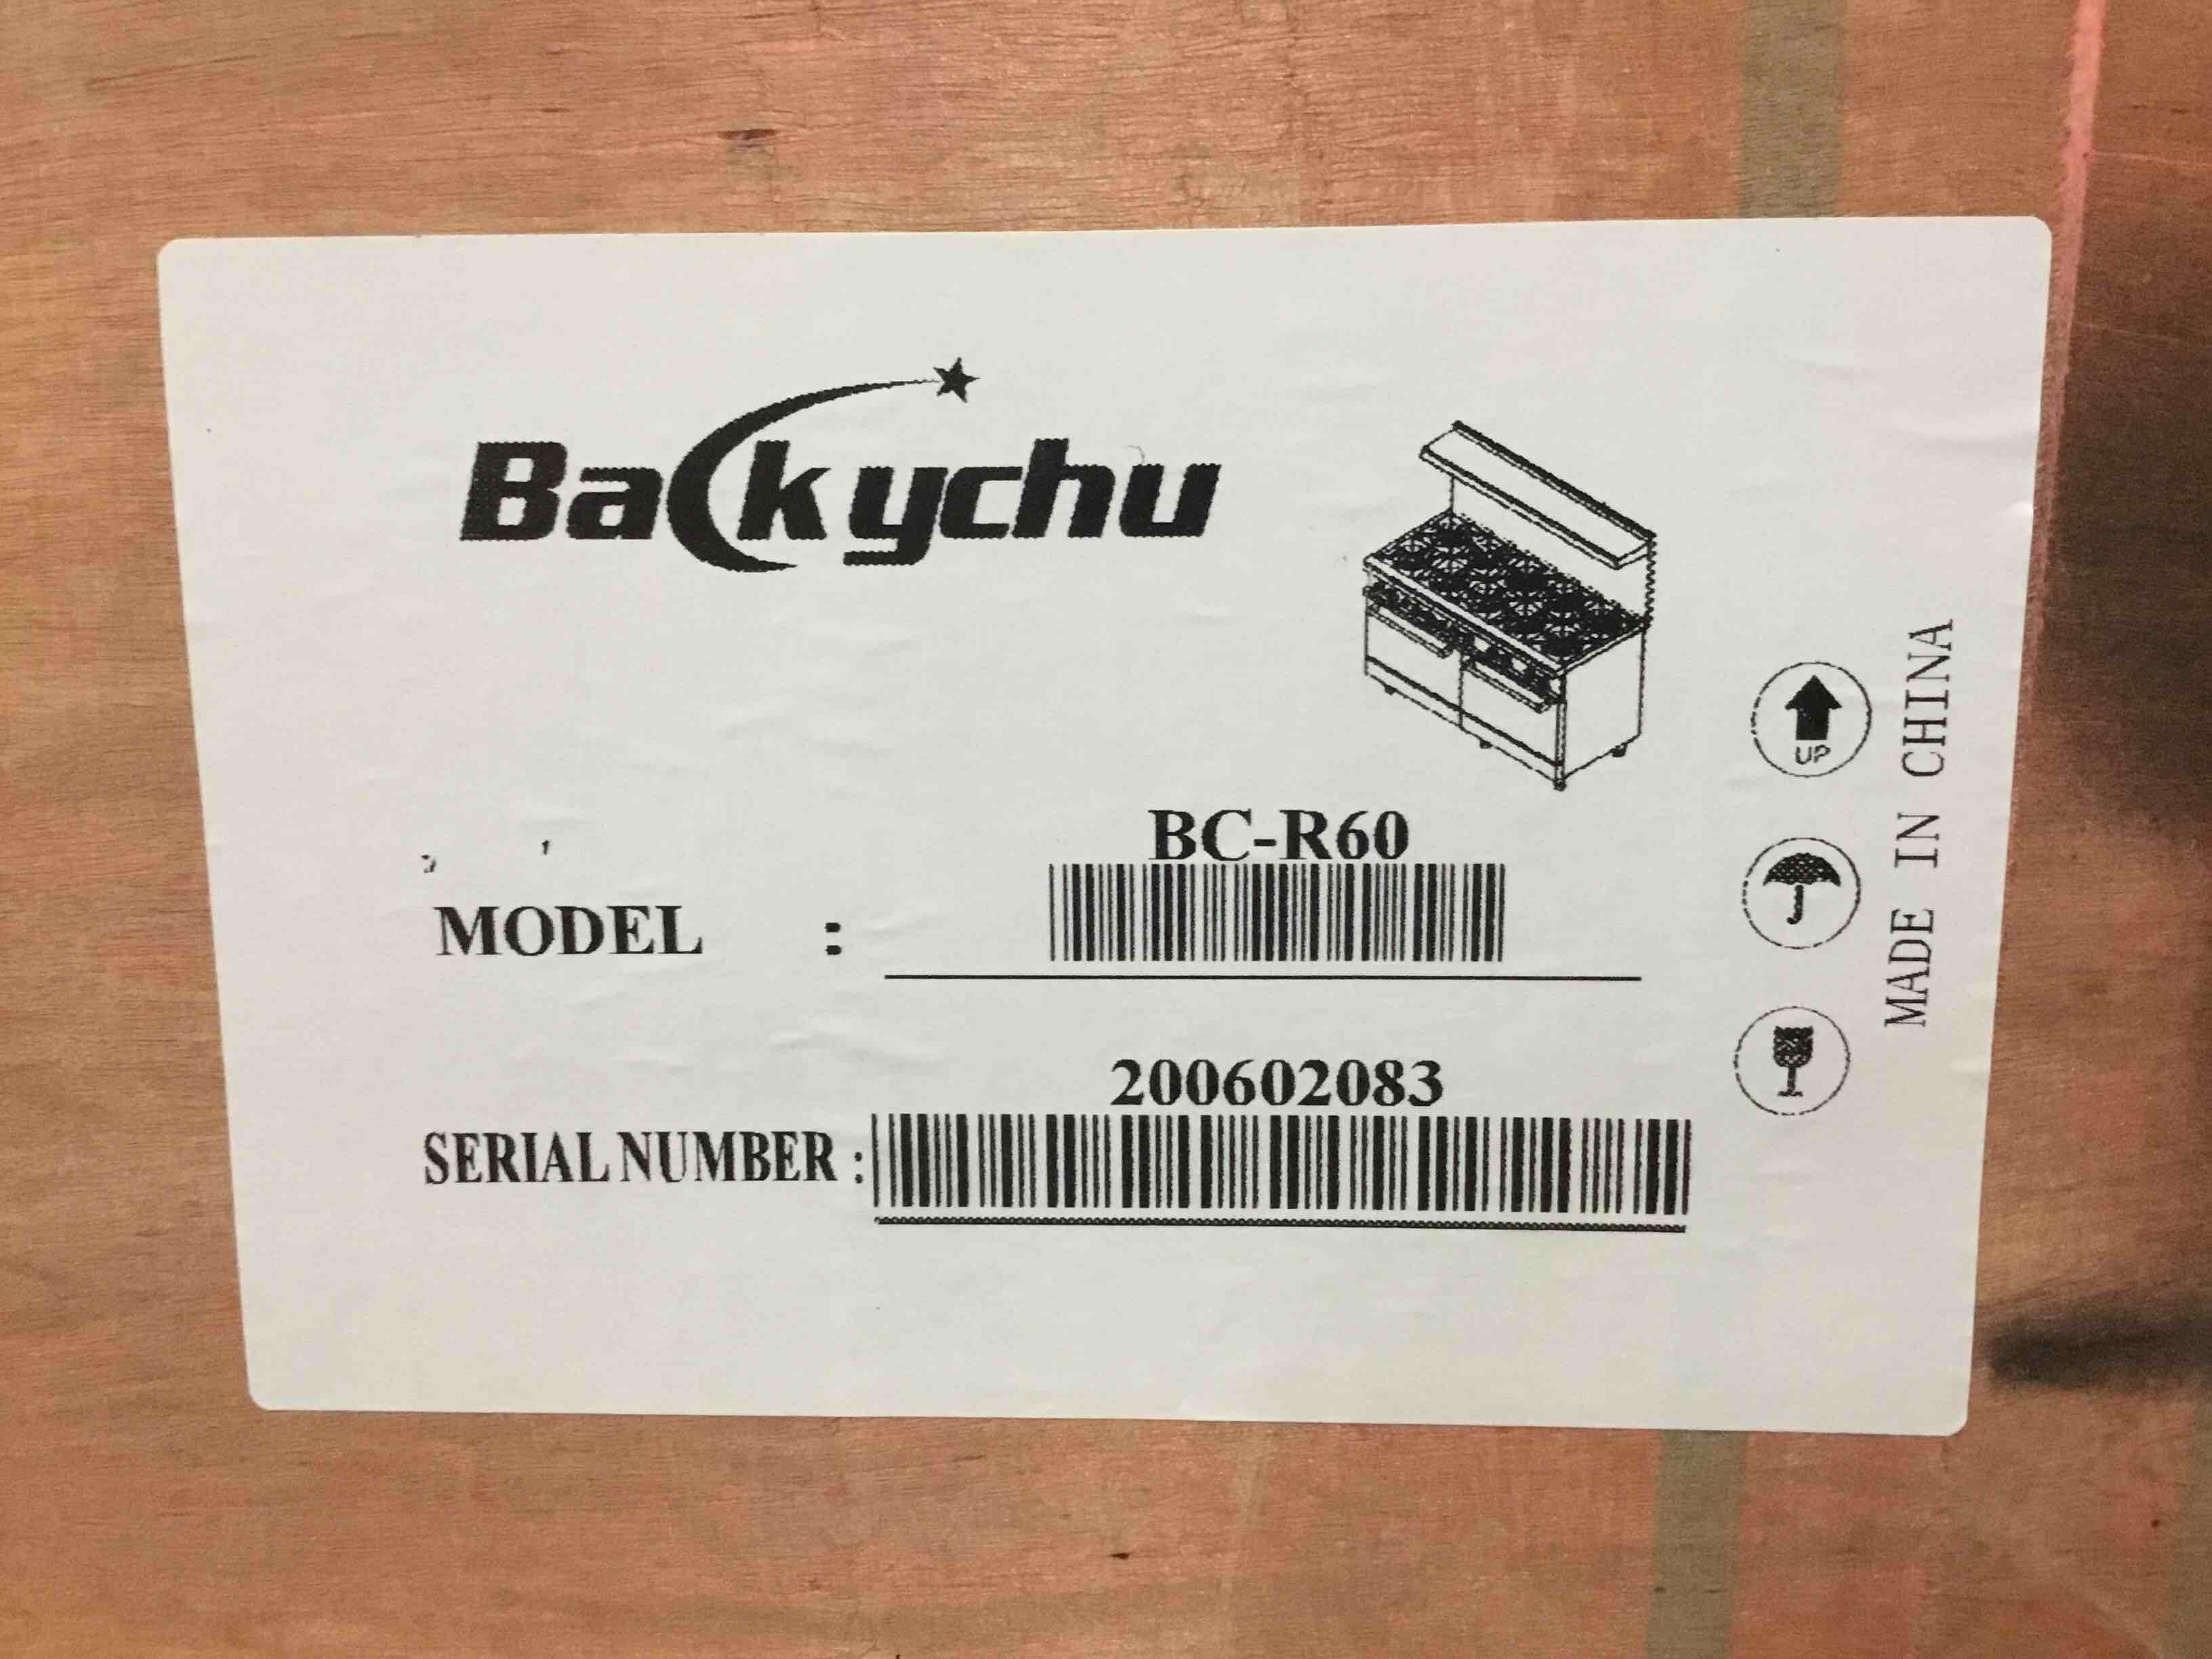 Backychu
BC-R60
MODEL :
200602083
SERIAL NUMBER :
UP
MADE IN CHINA